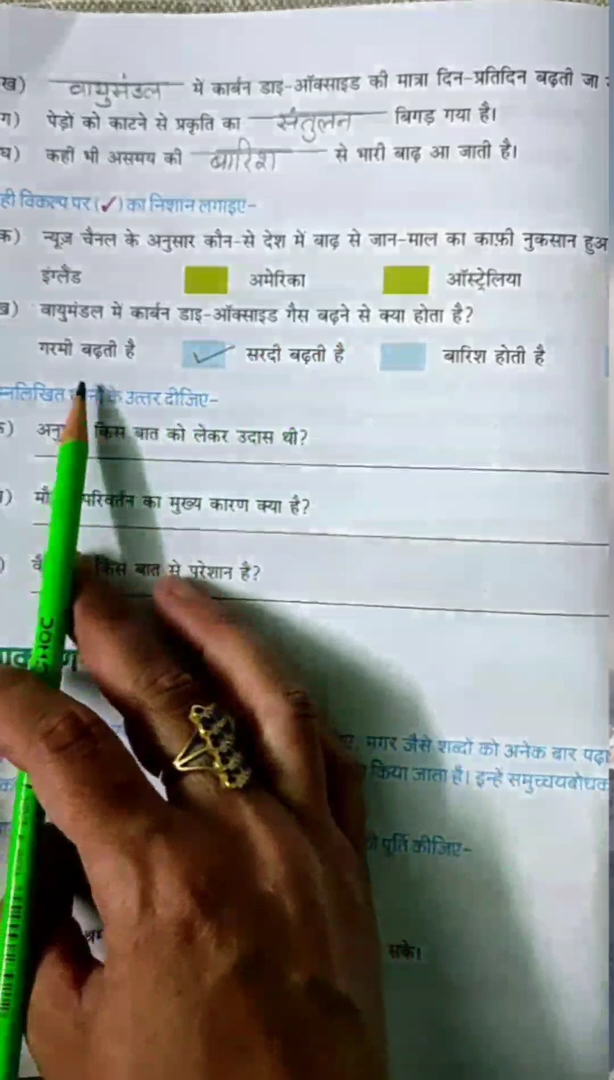 ख) वायुमंडल में कार्बन डाइ-ऑक्साइड की मात्रा दिन-प्रतिदिन बढ़ती जा
ग) पेड़ों को काटने से प्रकृति का संतुलन बिगड़ गया है।
घ) कहीं भी असमय की बारिश से भारी बाढ़ आ जाती है।
ही विकल्प पर (✓) का निशान लगाइए-
क) न्यूज़ चैनल के अनुसार कौन-से देश में बाढ़ से जान-माल का काफ़ी नुकसान हुआ
इंग्लैंड अमेरिका ऑस्ट्रेलिया
ख) वायुमंडल में कार्बन डाइ-ऑक्साइड गैस बढ़ने से क्या होता है?
गरमी बढ़ती है ✓ सरदी बढ़ती है बारिश होती है
म्नलिखित के उत्तर दीजिए-
किस बात को लेकर उदास थी?
परिवर्तन का मुख्य कारण क्या है?
किस बात से परेशान है?
मगर जैसे शब्दों को अनेक बार पढ़ा
किया जाता है। इन्हें समुच्चयबोधक
पूर्ति कीजिए-
सके।